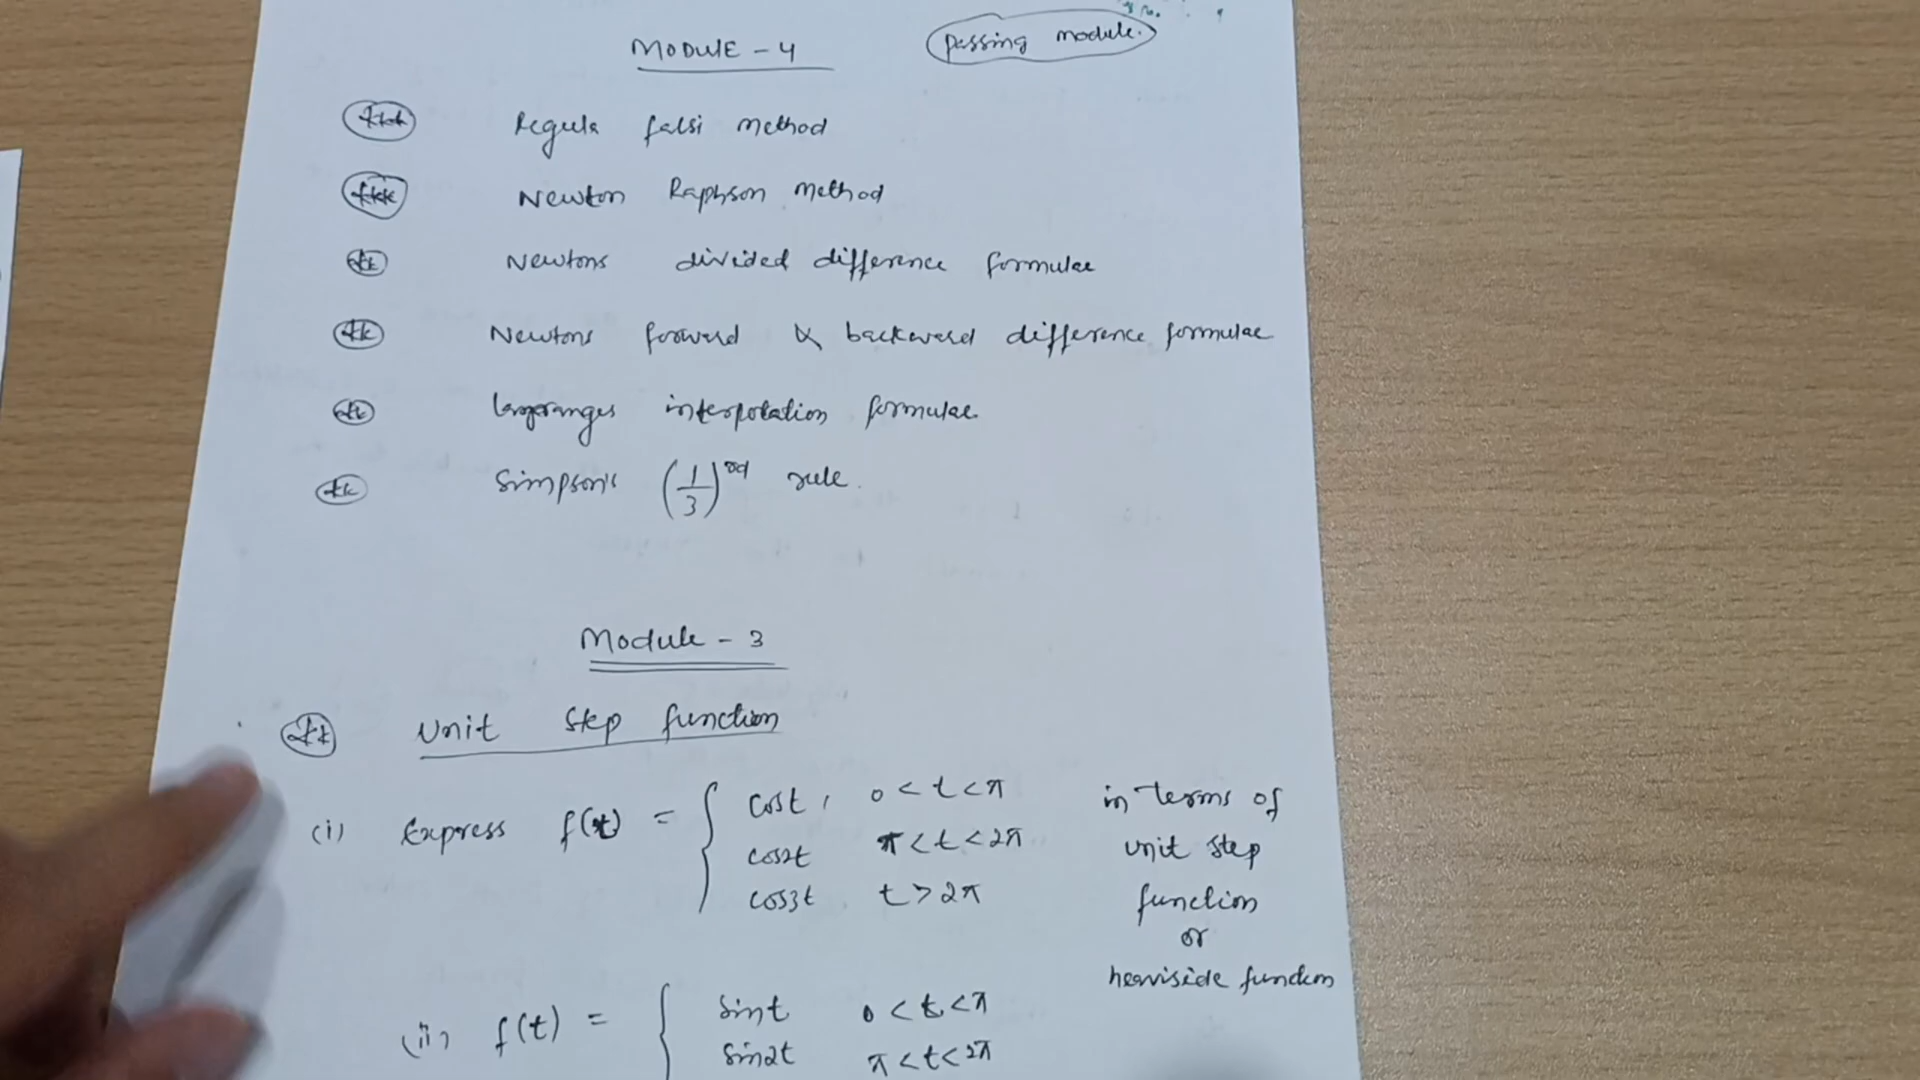 MODULE - 4
passing module.
Regula falsi method
Newton Raphson method
Newtons divided difference formulae
Newtons forward & backward difference formulae
Lagranges interpolation formulae
Simpson's (1/3)rd rule.
Module - 3
Unit step function
(i) Express f(t) = { cost, 0 < t < π in terms of
cos2t π < t < 2π unit step
cos3t t > 2π function
or
heaviside function
(ii) f(t) = { sint 0 < t < π
sin2t π < t < 2π